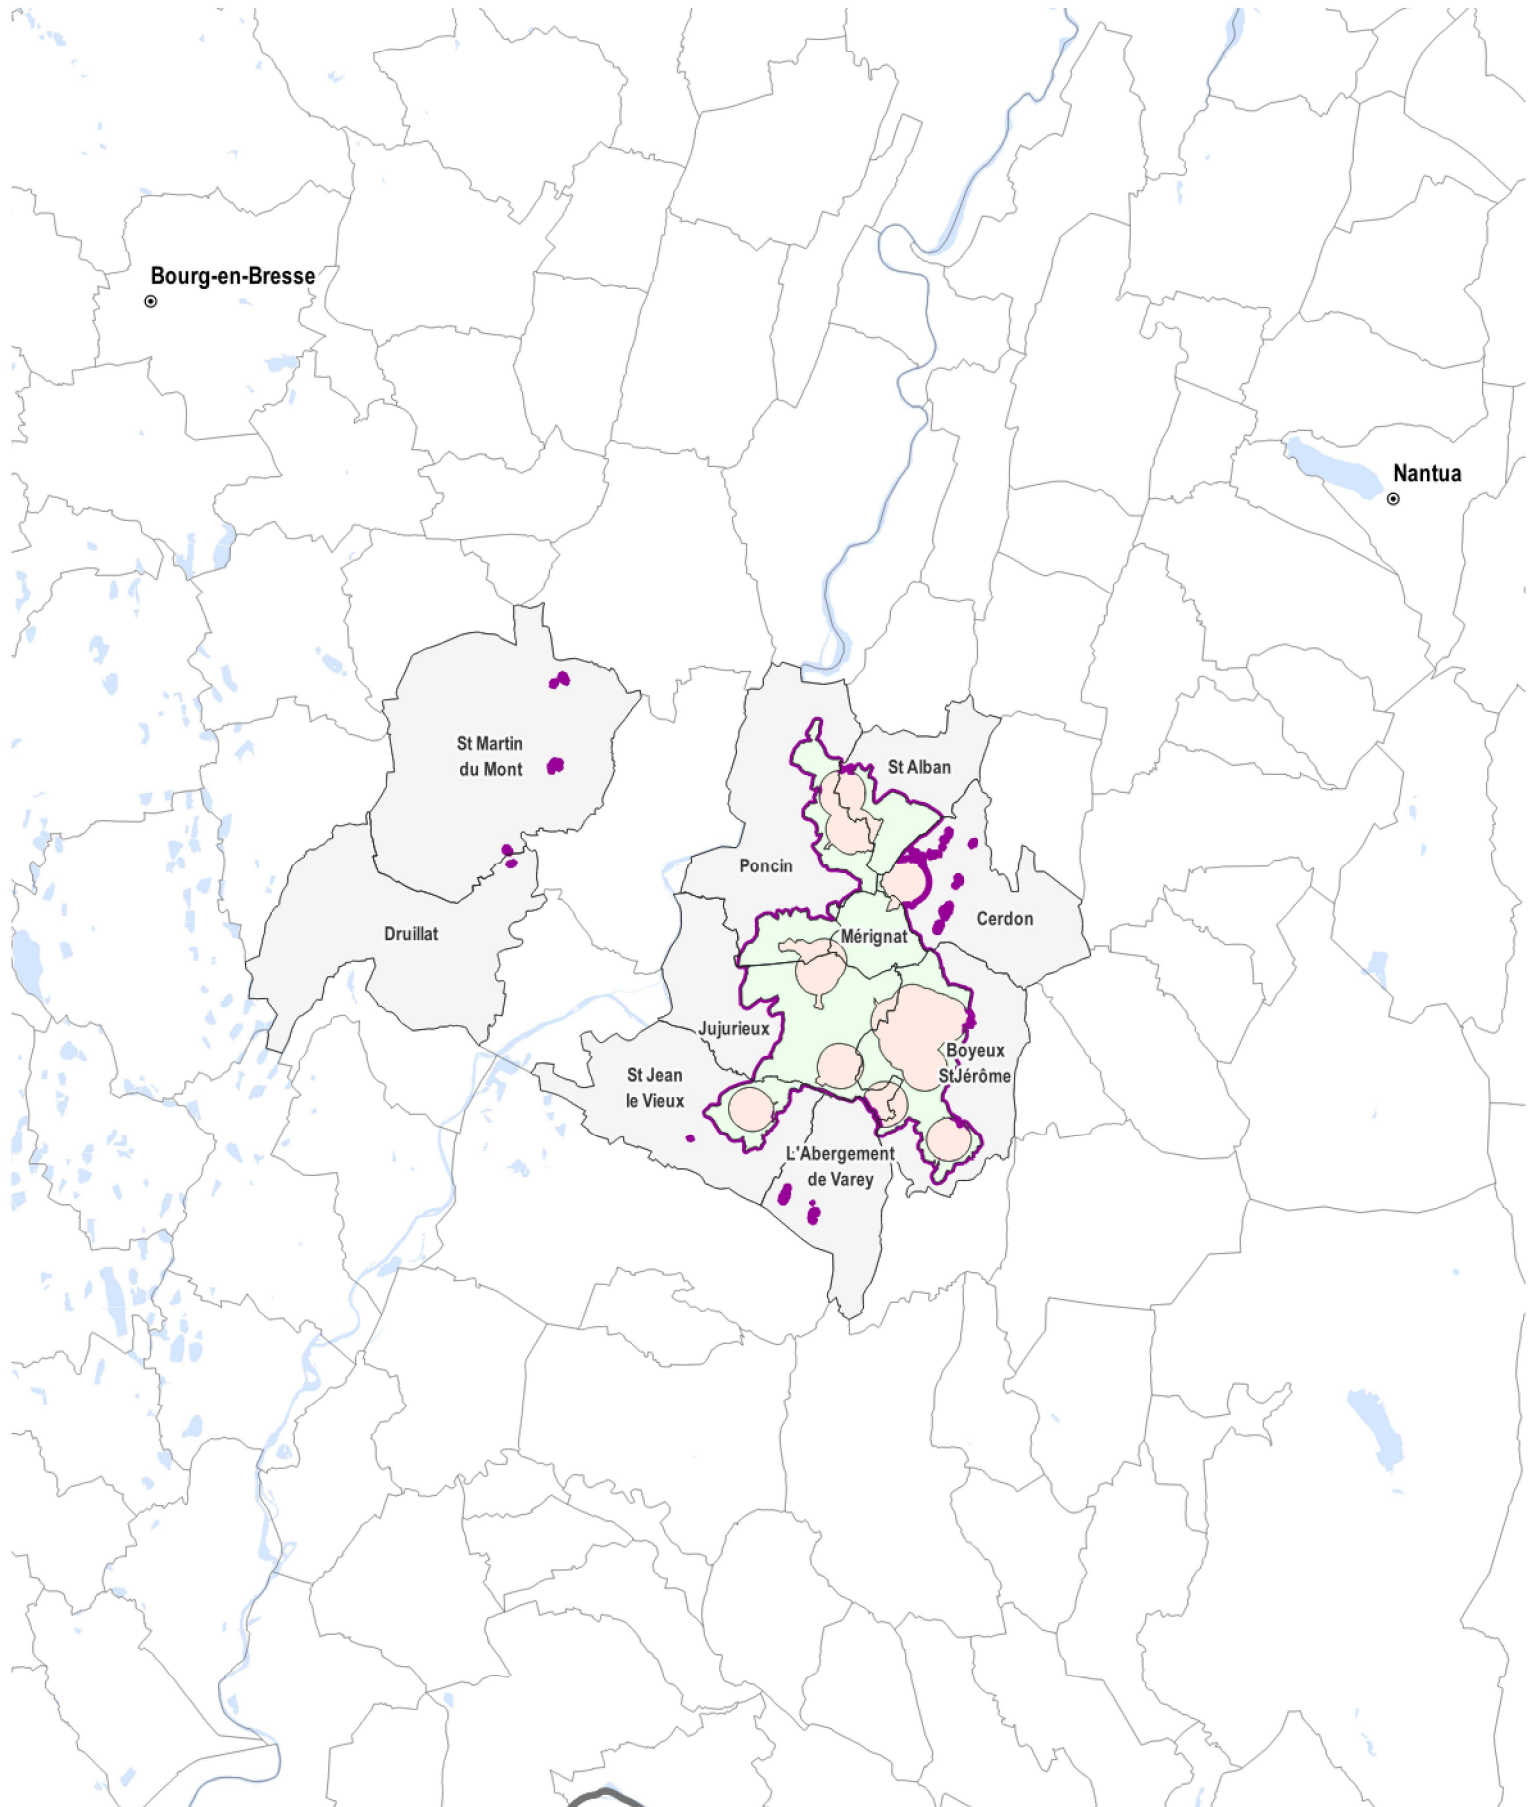 Bourg-en-Bresse
Nantua
St Martin
du Mont
St Alban
Poncin
Druillat
Cerdon
Mérignat
Jujurieux
Boyeux
StJérôme
St Jean
le Vieux
L'Abergement
de Varey